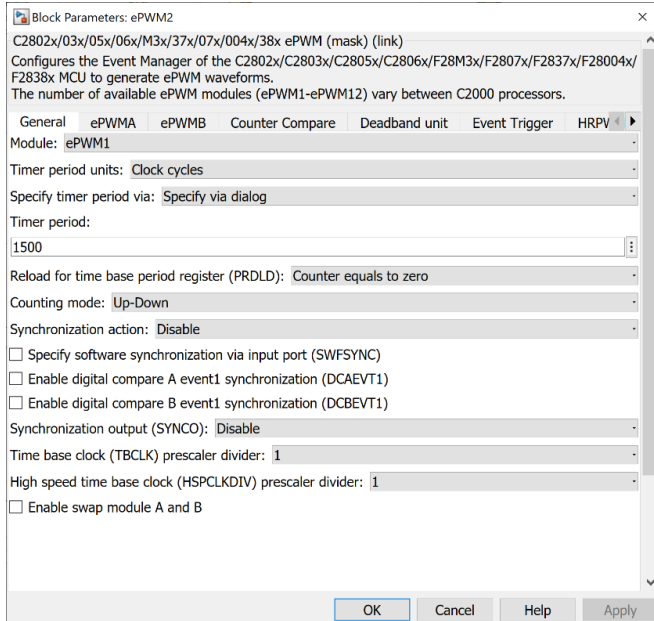 Block Parameters: ePWM2
C2802x/03x/05x/06x/M3x/37x/07x/004x/38x ePWM (mask) (link)
Configures the Event Manager of the C2802x/C2803x/C2805x/C2806x/F28M3x/F2807x/F2837x/F28004x/
F2838x MCU to generate ePWM waveforms.
The number of available ePWM modules (ePWM1-ePWM12) vary between C2000 processors.
General ePWMA ePWMB Counter Compare Deadband unit Event Trigger
Module: ePWM1
Timer period units: Clock cycles
Specify timer period via: Specify via dialog
Timer period:
1500
Reload for time base period register (PRDLD): Counter equals to zero
Counting mode: Up-Down
Synchronization action: Disable
Specify software synchronization via input port (SWFSYNC)
Enable digital compare A event1 synchronization (DCAEVT1)
Enable digital compare B event1 synchronization (DCBEVT1)
Synchronization output (SYNCO): Disable
Time base clock (TBCLK) prescaler divider: 1
High speed time base clock (HSPCLKDIV) prescaler divider: 1
Enable swap module A and B
OK Cancel Help Apply